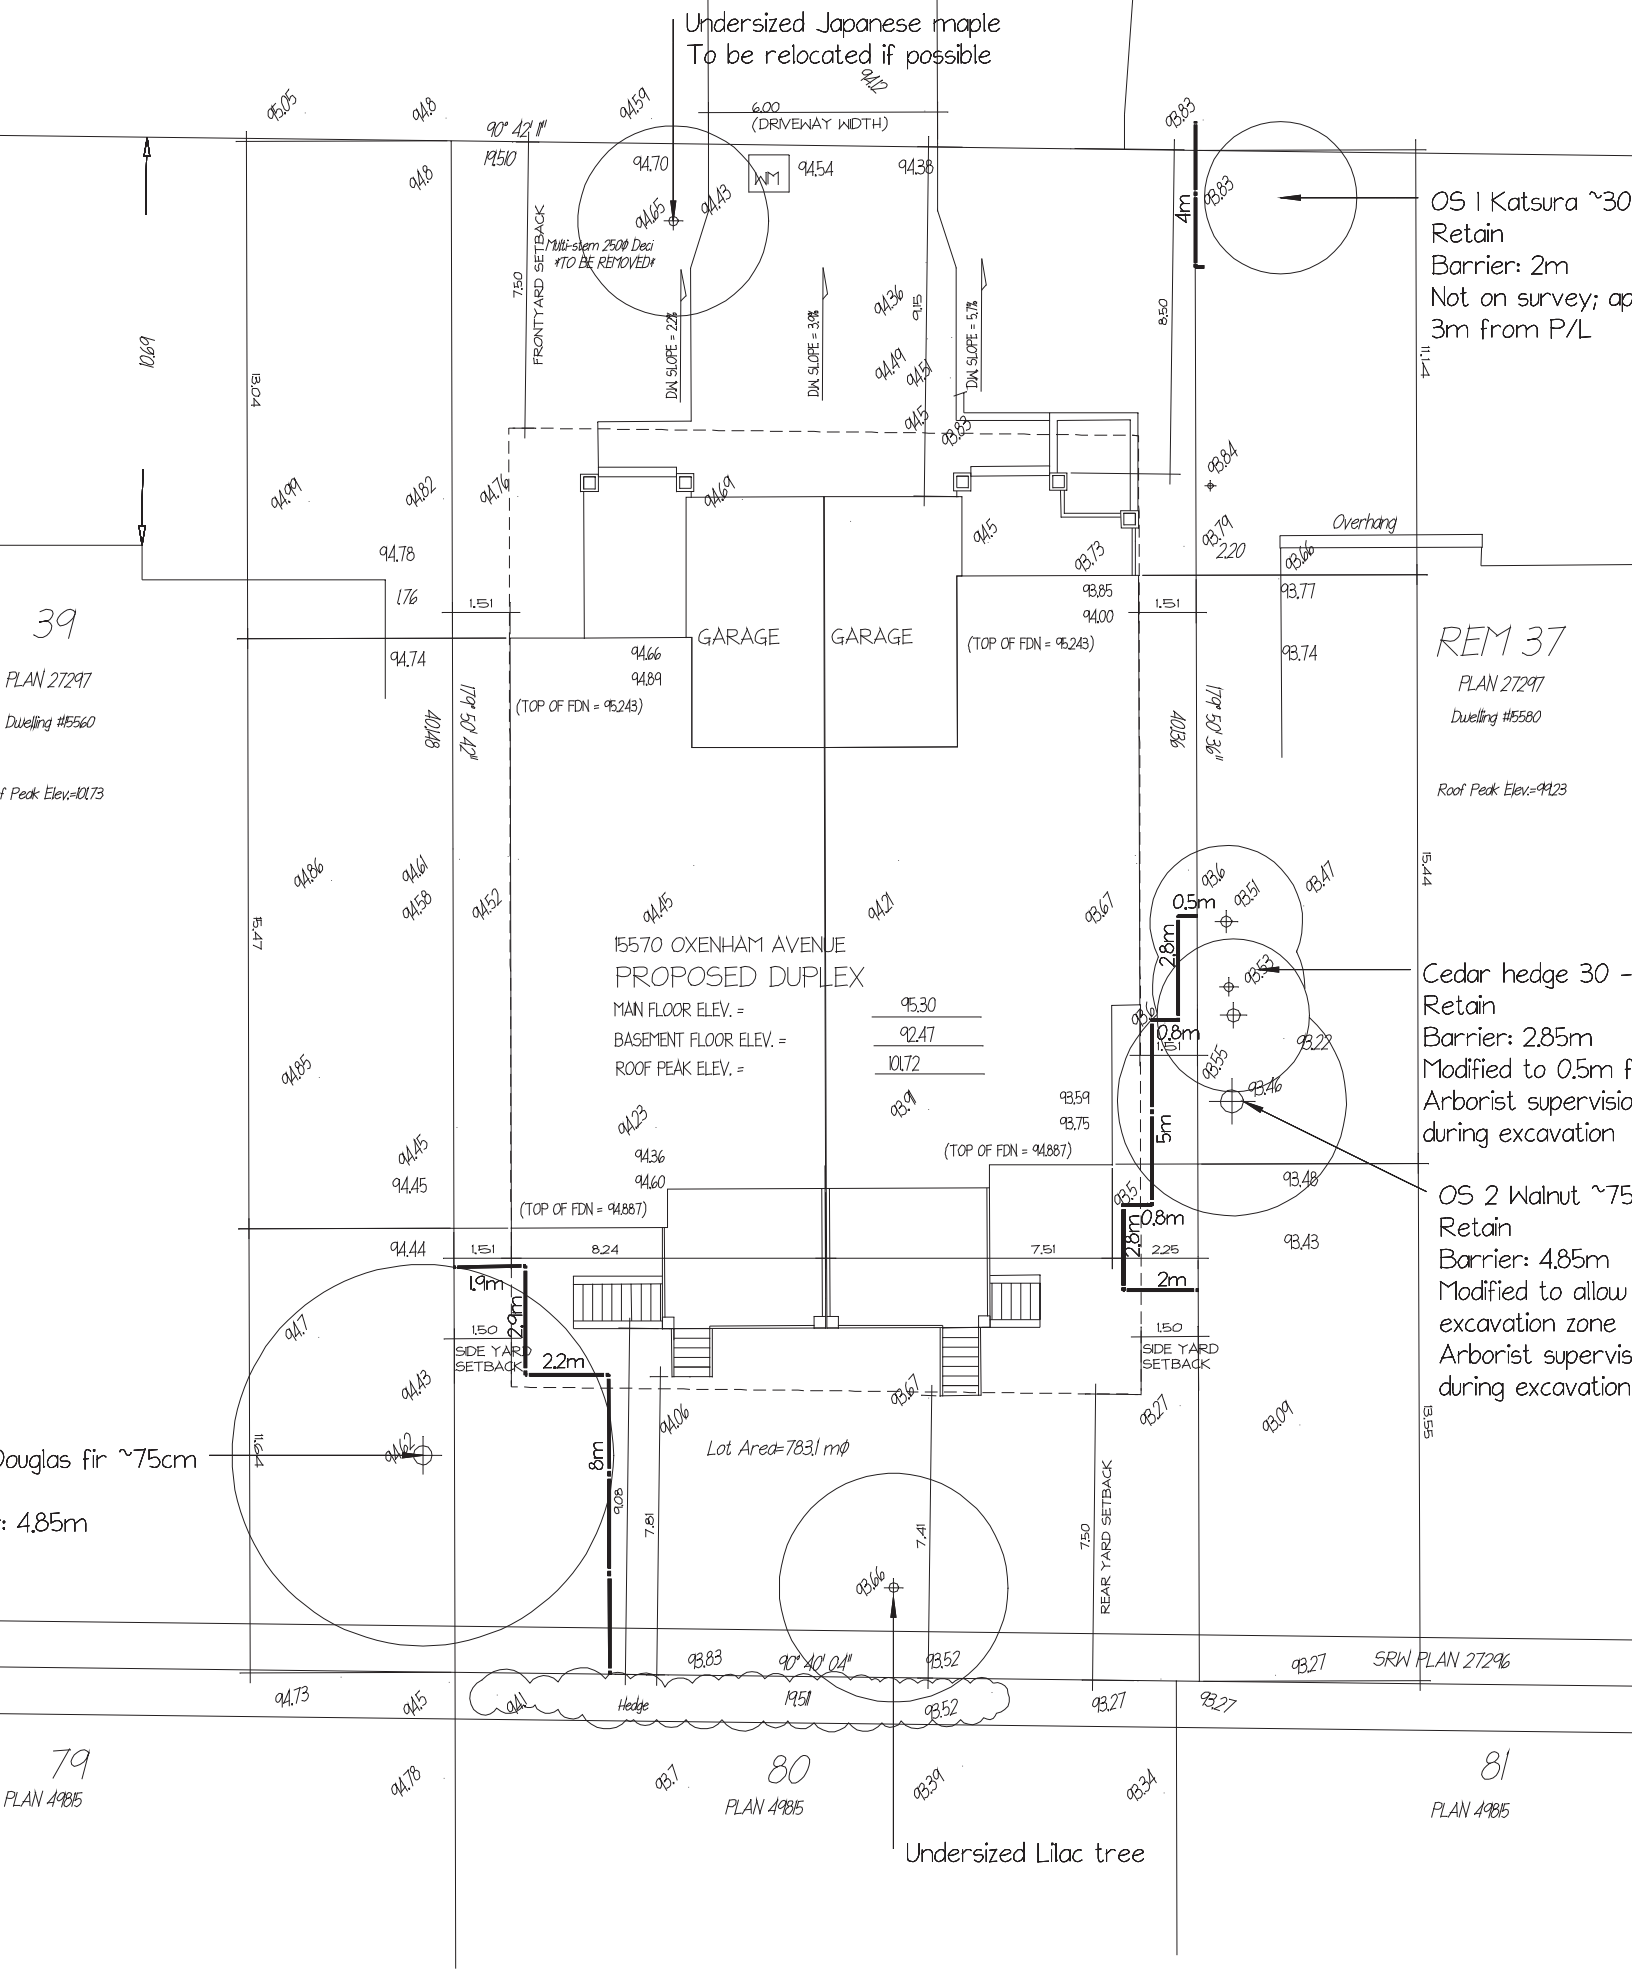 Undersized Japanese maple
To be relocated if possible
94.12
6.00
(DRIVEWAY WIDTH)
95.05
94.8
94.59
93.83
90° 42' 11"
19.510
94.8
94.70
WM
94.54
94.38
94.65
94.43
Multi-stem 250ϕ Deci
*TO BE REMOVED*
4m
93.83
OS 1 Katsura ~30
Retain
Barrier: 2m
Not on survey; ap
3m from P/L
7.50
FRONTYARD SETBACK
DW. SLOPE = 2.2%
DW. SLOPE = 3.9%
DW. SLOPE = 5.7%
94.36
9.15
8.50
94.49
94.51
94.5
93.83
10.69
13.04
11.14
94.99
94.82
94.76
94.69
94.5
93.84
93.79
2.20
Overhang
93.66
93.73
94.78
1.76
1.51
93.85
94.00
1.51
93.77
39
PLAN 27297
Dwelling #15560
f Peak Elev.=101.73
94.74
94.66
94.89
GARAGE
GARAGE
(TOP OF FDN = 95.243)
(TOP OF FDN = 95.243)
93.74
REM 37
PLAN 27297
Dwelling #15580
Roof Peak Elev.=99.23
40.148
179° 50' 42"
40.136
179° 50' 36"
94.86
94.61
94.58
94.52
94.45
94.21
93.67
93.6
93.51
93.47
15.44
15.47
0.5m
2.8m
15570 OXENHAM AVENUE
PROPOSED DUPLEX
MAIN FLOOR ELEV. =
95.30
BASEMENT FLOOR ELEV. =
92.47
ROOF PEAK ELEV. =
101.72
93.53
Cedar hedge 30 -
Retain
Barrier: 2.85m
Modified to 0.5m f
Arborist supervisio
during excavation
93.6
0.8m
1.51
93.22
93.55
93.46
94.85
94.23
93.91
93.59
93.75
5m
94.45
94.45
94.36
94.60
(TOP OF FDN = 94.887)
(TOP OF FDN = 94.887)
93.5
93.48
0.8m
2.8m
93.43
OS 2 Walnut ~75
Retain
Barrier: 4.85m
Modified to allow
excavation zone
Arborist supervis
during excavation
94.44
1.51
8.24
7.51
2.25
1.9m
2.9m
2m
94.7
1.50
SIDE YARD
SETBACK
2.2m
1.50
SIDE YARD
SETBACK
94.43
94.06
93.67
93.27
93.09
13.55
Douglas fir ~75cm
94.62
11.64
8m
Lot Area=783.1 mϕ
: 4.85m
9.08
7.81
7.41
7.50
REAR YARD SETBACK
93.66
93.83
90° 40' 04"
93.52
93.27
SRW PLAN 27296
94.73
94.5
94.1
Hedge
19.511
93.52
93.27
93.27
79
PLAN 49815
94.78
93.7
80
PLAN 49815
93.39
93.34
81
PLAN 49815
Undersized Lilac tree